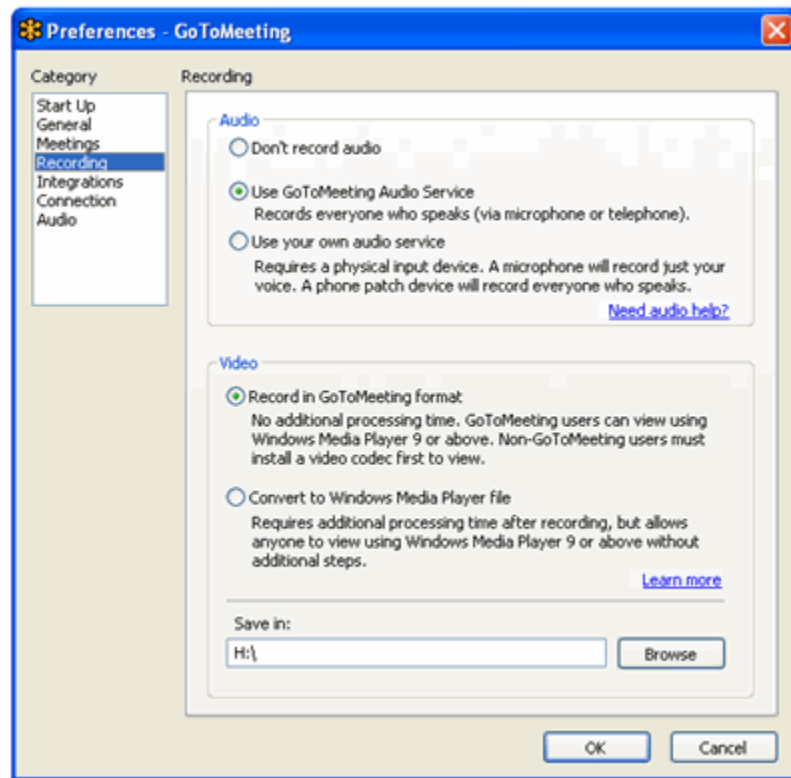 Preferences - GoToMeeting
Category
Recording
Start Up
General
Meetings
Recording
Integrations
Connection
Audio
Audio
Don't record audio
Use GoToMeeting Audio Service
Records everyone who speaks (via microphone or telephone).
Use your own audio service
Requires a physical input device. A microphone will record just your
voice. A phone patch device will record everyone who speaks.
Need audio help?
Video
Record in GoToMeeting format
No additional processing time. GoToMeeting users can view using
Windows Media Player 9 or above. Non-GoToMeeting users must
install a video codec first to view.
Convert to Windows Media Player file
Requires additional processing time after recording, but allows
anyone to view using Windows Media Player 9 or above without
additional steps.
Learn more
Save in:
H:\
Browse
OK
Cancel